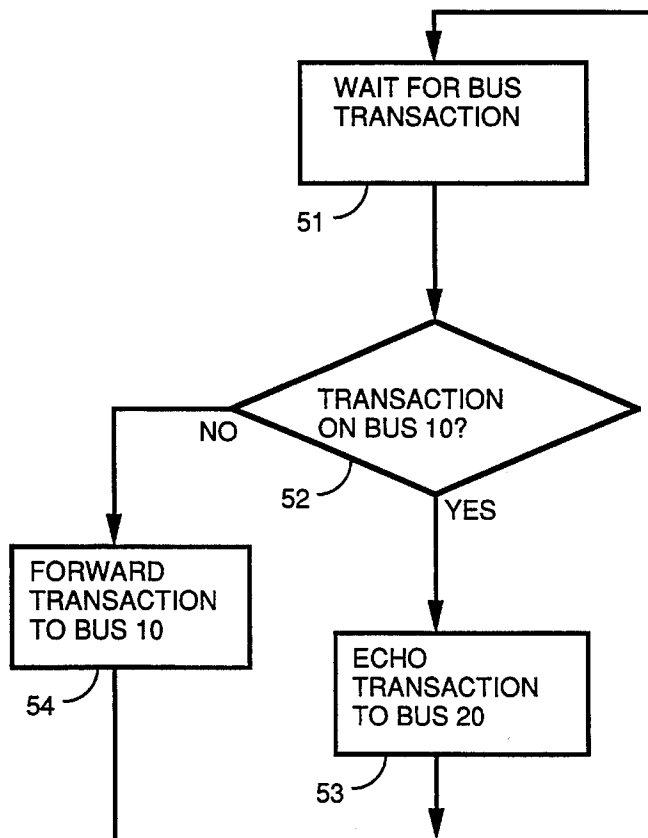 WAIT FOR BUS
TRANSACTION
51
TRANSACTION
ON BUS 10?
NO
52
YES
FORWARD
TRANSACTION
TO BUS 10
54
ECHO
TRANSACTION
TO BUS 20
53